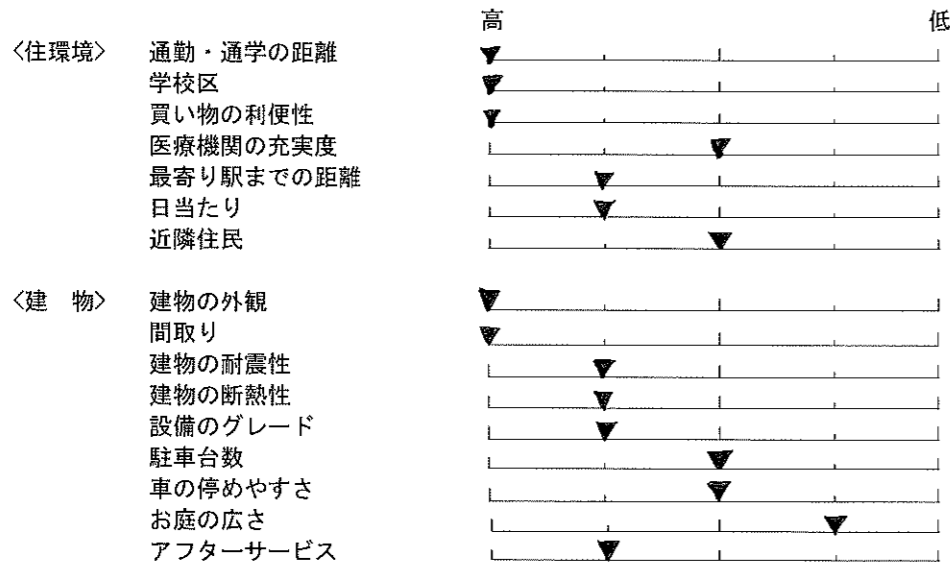 高 低
〈住環境〉 通勤・通学の距離
学校区
買い物の利便性
医療機関の充実度
最寄り駅までの距離
日当たり
近隣住民
〈建 物〉 建物の外観
間取り
建物の耐震性
建物の断熱性
設備のグレード
駐車台数
車の停めやすさ
お庭の広さ
アフターサービス